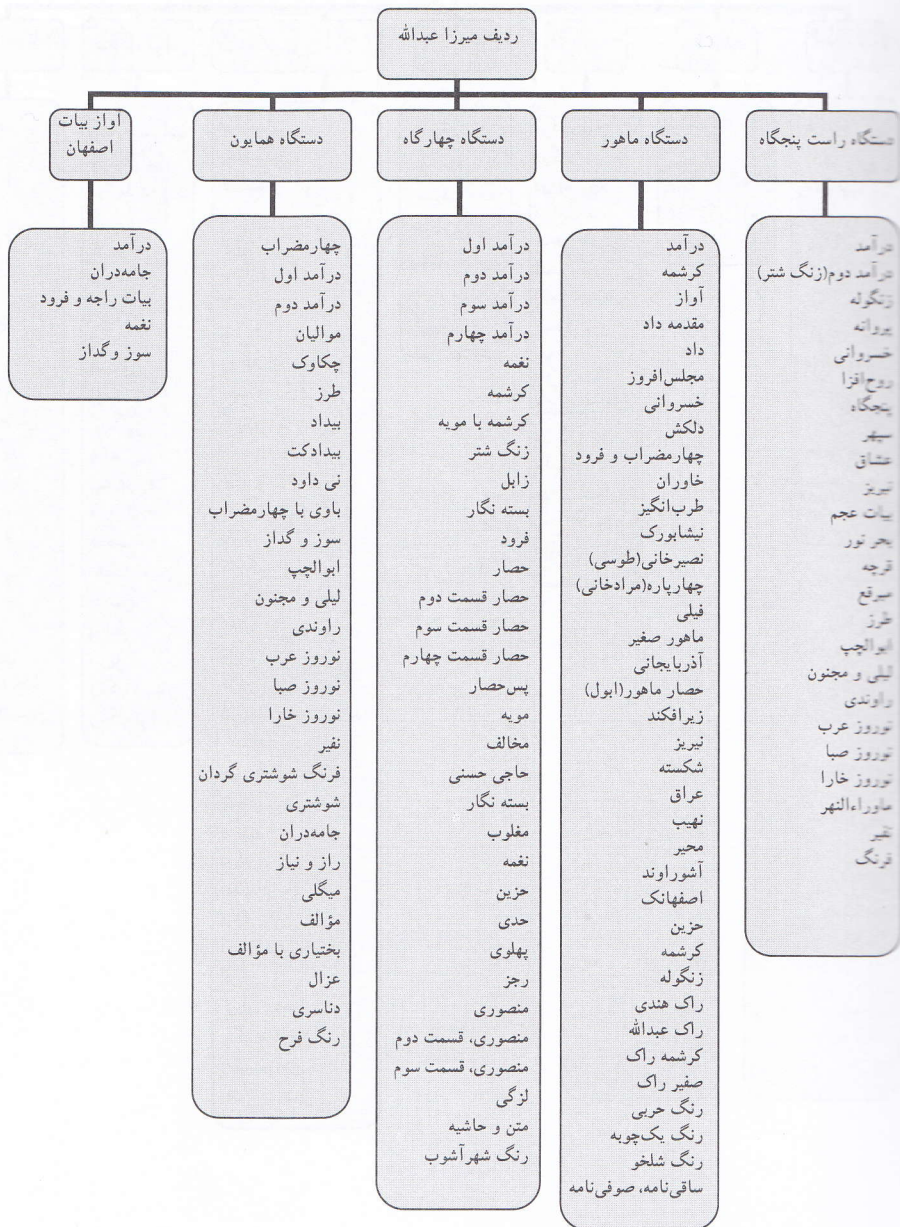 ردیف میرزا عبدالله
دستگاه راست پنجگاه
درآمد
درآمد دوم(زنگ شتر)
زنگوله
پروانه
خسروانی
روح‌افزا
پنجگاه
سپهر
عشاق
نیریز
بیات عجم
بحر نور
قرچه
مبرقع
طرز
ابوالچپ
لیلی و مجنون
راوندی
نوروز عرب
نوروز صبا
نوروز خارا
ماوراءالنهر
نفیر
فرنگ
دستگاه ماهور
درآمد
کرشمه
آواز
مقدمه داد
داد
مجلس‌افروز
خسروانی
دلکش
چهارمضراب و فرود
خاوران
طرب‌انگیز
نیشابورک
نصیرخانی(طوسی)
چهارپاره(مرادخانی)
فیلی
ماهور صغیر
آذربایجانی
حصار ماهور(ابول)
زیرافکند
نیریز
شکسته
عراق
نهیب
محیر
آشوراوند
اصفهانک
حزین
کرشمه
زنگوله
راک هندی
راک عبدالله
کرشمه راک
صفیر راک
رنگ حربی
رنگ یک‌چوبه
رنگ شلخو
ساقی‌نامه، صوفی‌نامه
دستگاه چهارگاه
درآمد اول
درآمد دوم
درآمد سوم
درآمد چهارم
نغمه
کرشمه
کرشمه با مویه
زنگ شتر
زابل
بسته نگار
فرود
حصار
حصار قسمت دوم
حصار قسمت سوم
حصار قسمت چهارم
پس‌حصار
مویه
مخالف
حاجی حسنی
بسته نگار
مغلوب
نغمه
حزین
حدی
پهلوی
رجز
منصوری
منصوری، قسمت دوم
منصوری، قسمت سوم
لزگی
متن و حاشیه
رنگ شهرآشوب
دستگاه همایون
چهارمضراب
درآمد اول
درآمد دوم
موالیان
چکاوک
طرز
بیداد
بیدادکت
نی داود
باوی با چهارمضراب
سوز و گداز
ابوالچپ
لیلی و مجنون
راوندی
نوروز عرب
نوروز صبا
نوروز خارا
نفیر
فرنگ شوشتری گردان
شوشتری
جامه‌دران
راز و نیاز
میگلی
مؤالف
بختیاری با مؤالف
عزال
دناسری
رنگ فرح
اواز بیات
اصفهان
درآمد
جامه‌دران
بیات راجه و فرود
نغمه
سوز و گداز